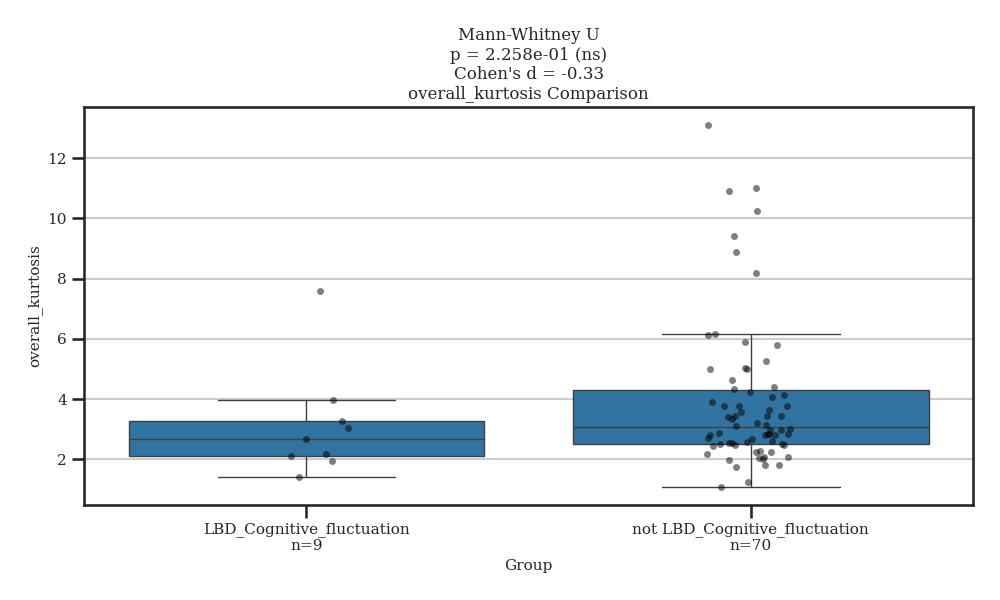 Mann-Whitney U
p = 2.258e-01 (ns)
Cohen's d = -0.33
overall_kurtosis Comparison
12
10
8
6
4
2
overall_kurtosis
LBD_Cognitive_fluctuation
n=9
not LBD_Cognitive_fluctuation
n=70
Group